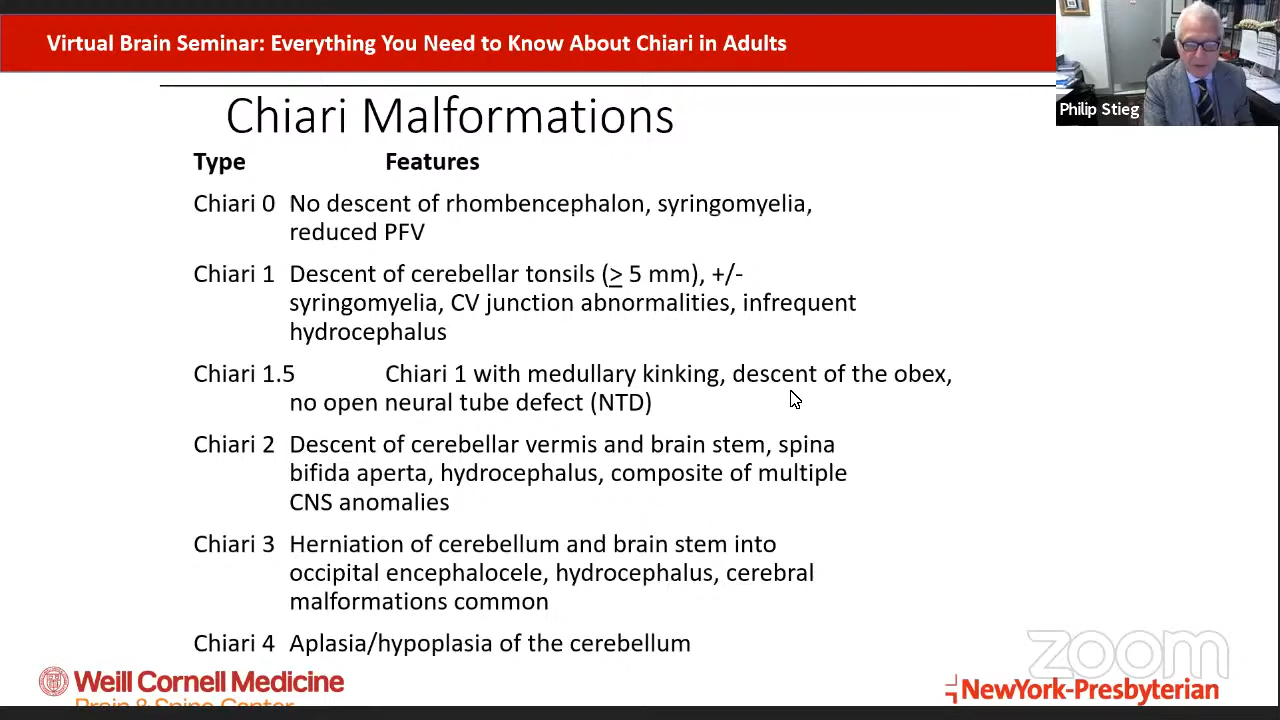 Virtual Brain Seminar: Everything You Need to Know About Chiari in Adults
Philip Stieg
Chiari Malformations
Type Features
Chiari 0 No descent of rhombencephalon, syringomyelia,
reduced PFV
Chiari 1 Descent of cerebellar tonsils (≥ 5 mm), +/-
syringomyelia, CV junction abnormalities, infrequent
hydrocephalus
Chiari 1.5 Chiari 1 with medullary kinking, descent of the obex,
no open neural tube defect (NTD)
Chiari 2 Descent of cerebellar vermis and brain stem, spina
bifida aperta, hydrocephalus, composite of multiple
CNS anomalies
Chiari 3 Herniation of cerebellum and brain stem into
occipital encephalocele, hydrocephalus, cerebral
malformations common
Chiari 4 Aplasia/hypoplasia of the cerebellum
zoom
Weill Cornell Medicine
Brain & Spine Center
NewYork-Presbyterian